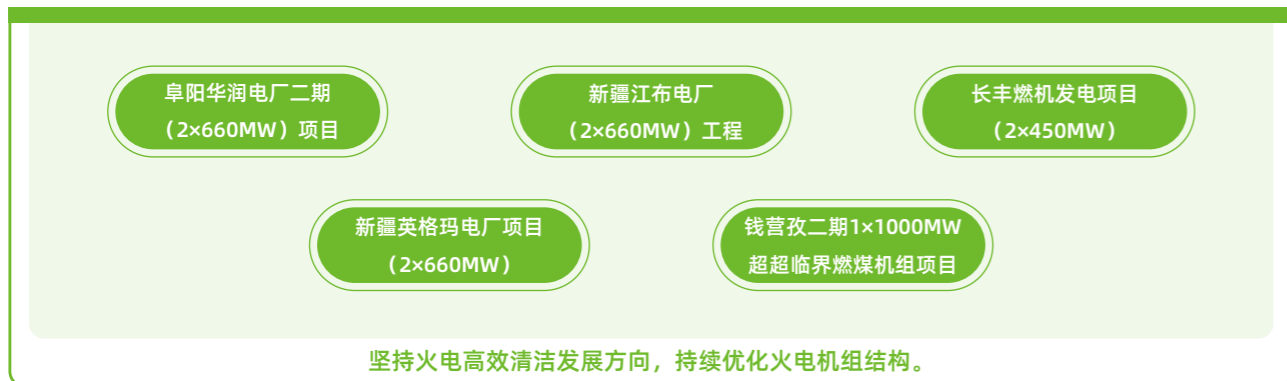 阜阳华润电厂二期
（2×660MW）项目
新疆江布电厂
（2×660MW）工程
长丰燃机发电项目
（2×450MW）
新疆英格玛电厂项目
（2×660MW）
钱营孜二期1×1000MW
超超临界燃煤机组项目
坚持火电高效清洁发展方向，持续优化火电机组结构。